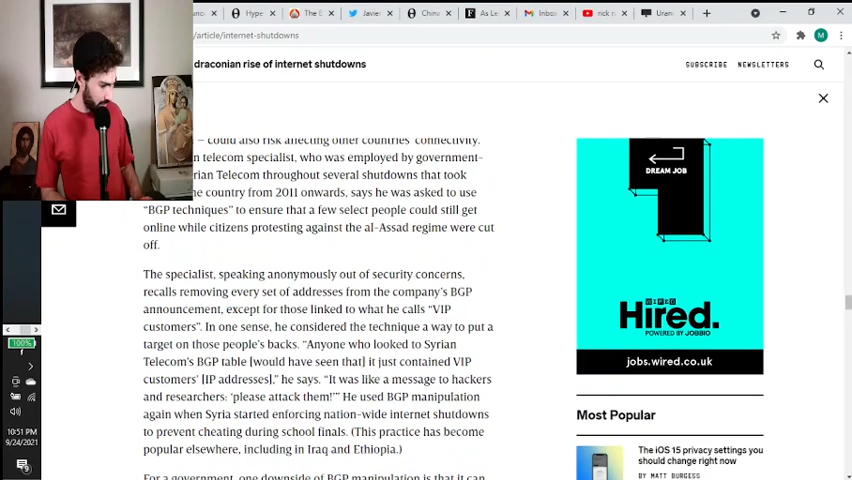 Hype
The E
Javier
China
As Le
Inbox
rick r
Uran
/article/internet-shutdowns
M
draconian rise of internet shutdowns
SUBSCRIBE NEWSLETTERS
could also risk affecting other countries' connectivity.
telecom specialist, who was employed by government-
rian Telecom throughout several shutdowns that took
he country from 2011 onwards, says he was asked to use
“BGP techniques” to ensure that a few select people could still get
online while citizens protesting against the al-Assad regime were cut
off.
The specialist, speaking anonymously out of security concerns,
recalls removing every set of addresses from the company's BGP
announcement, except for those linked to what he calls “VIP
customers”. In one sense, he considered the technique a way to put a
target on those people's backs. “Anyone who looked to Syrian
Telecom's BGP table [would have seen that] it just contained VIP
customers' [IP addresses],” he says. “It was like a message to hackers
and researchers: ‘please attack them!’” He used BGP manipulation
again when Syria started enforcing nation-wide internet shutdowns
to prevent cheating during school finals. (This practice has become
popular elsewhere, including in Iraq and Ethiopia.)
For a government, one downside of BGP manipulation is that it can
DREAM JOB
WIRED
Hired.
POWERED BY JOBBIO
jobs.wired.co.uk
Most Popular
The iOS 15 privacy settings you
should change right now
BY MATT BURGESS
100%
10:51 PM
9/24/2021